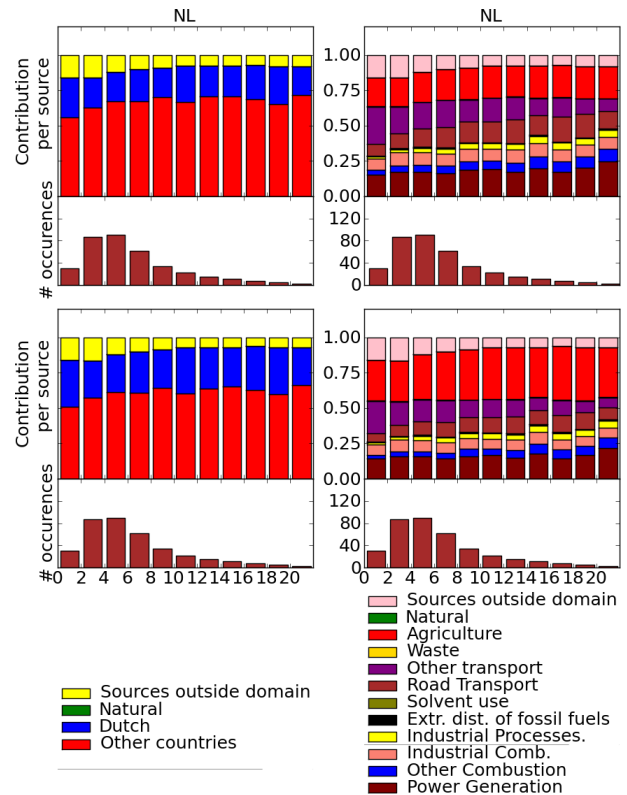 NL
NL
Contribution
per source
1.00
0.75
0.50
0.25
0.00
# occurences
120
80
40
0
Contribution
per source
1.00
0.75
0.50
0.25
0.00
# occurences
120
80
40
0
0 2 4 6 8 10 12 14 16 18 20
0 2 4 6 8 10 12 14 16 18 20
Sources outside domain
Natural
Dutch
Other countries
Sources outside domain
Natural
Agriculture
Waste
Other transport
Road Transport
Solvent use
Extr. dist. of fossil fuels
Industrial Processes.
Industrial Comb.
Other Combustion
Power Generation